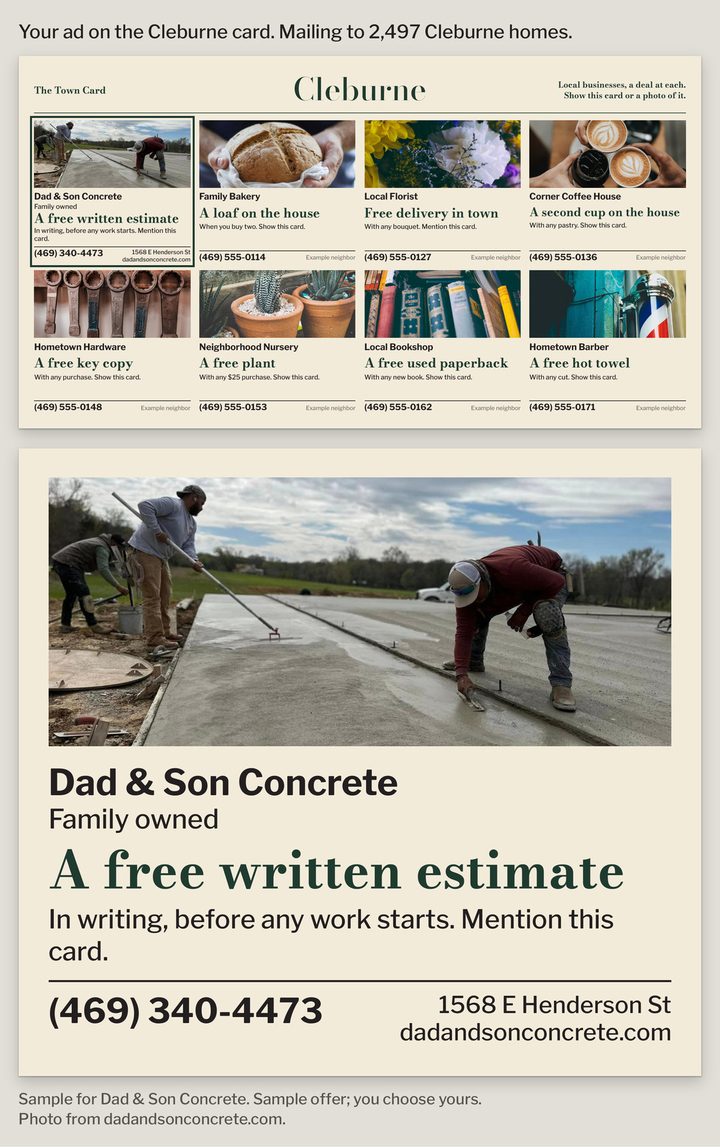 Your ad on the Cleburne card. Mailing to 2,497 Cleburne homes.
The Town Card
Cleburne
Local businesses, a deal at each.
Show this card or a photo of it.
Dad & Son Concrete
Family owned
A free written estimate
In writing, before any work starts. Mention this
card.
(469) 340-4473
1568 E Henderson St
dadandsonconcrete.com
Family Bakery
A loaf on the house
When you buy two. Show this card.
(469) 555-0114
Example neighbor
Local Florist
Free delivery in town
With any bouquet. Mention this card.
(469) 555-0127
Example neighbor
Corner Coffee House
A second cup on the house
With any pastry. Show this card.
(469) 555-0136
Example neighbor
Hometown Hardware
A free key copy
With any purchase. Show this card.
(469) 555-0148
Example neighbor
Neighborhood Nursery
A free plant
With any $25 purchase. Show this card.
(469) 555-0153
Example neighbor
Local Bookshop
A free used paperback
With any new book. Show this card.
(469) 555-0162
Example neighbor
Hometown Barber
A free hot towel
With any cut. Show this card.
(469) 555-0171
Example neighbor
Dad & Son Concrete
Family owned
A free written estimate
In writing, before any work starts. Mention this
card.
(469) 340-4473
1568 E Henderson St
dadandsonconcrete.com
Sample for Dad & Son Concrete. Sample offer; you choose yours.
Photo from dadandsonconcrete.com.